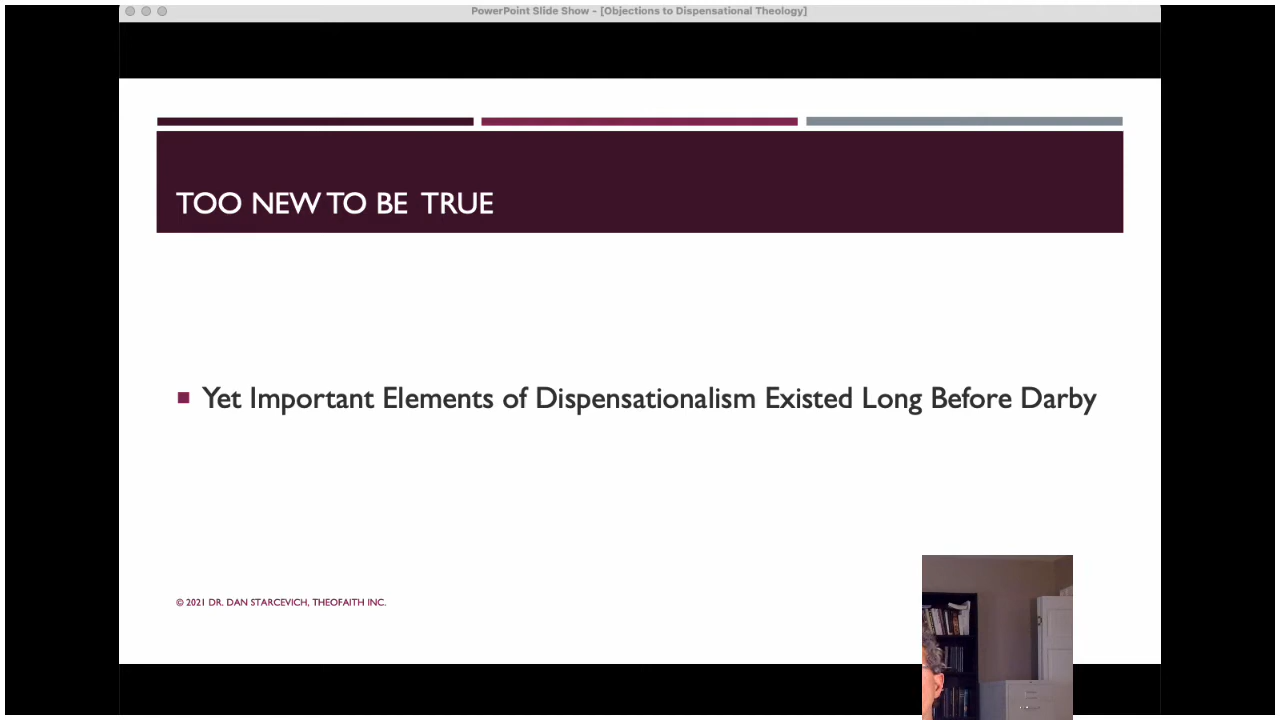 PowerPoint Slide Show - [Objections to Dispensational Theology]
TOO NEW TO BE TRUE
Yet Important Elements of Dispensationalism Existed Long Before Darby
© 2021 DR. DAN STARCEVICH, THEOFAITH INC.